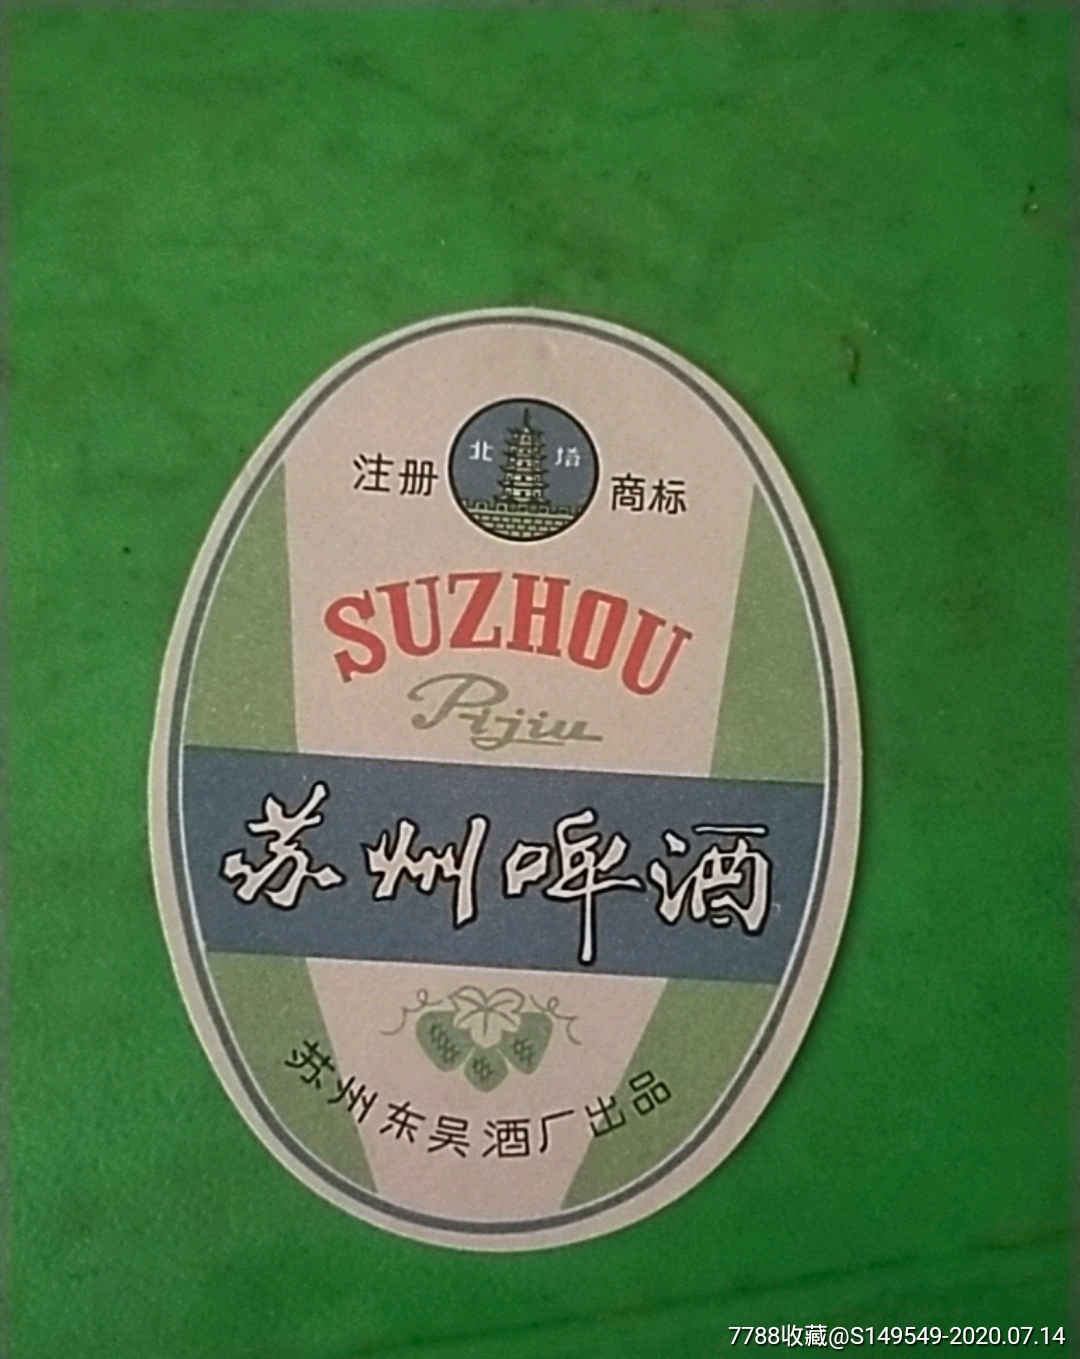 注册 北塔 商标
SUZHOU
Pijiu
苏州啤酒
苏州东吴酒厂出品
7788收藏@S149549-2020.07.14